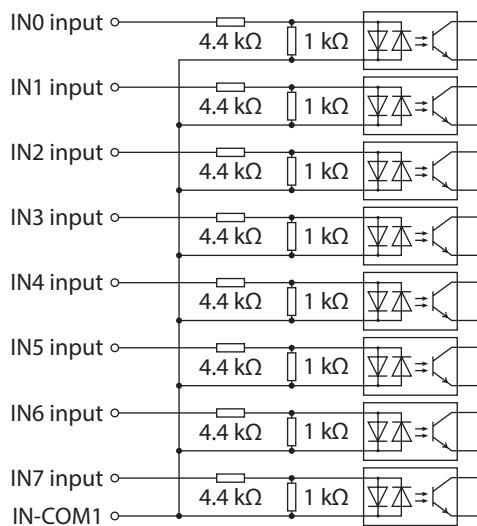 IN0 input
4.4 kΩ 1 kΩ
IN1 input
4.4 kΩ 1 kΩ
IN2 input
4.4 kΩ 1 kΩ
IN3 input
4.4 kΩ 1 kΩ
IN4 input
4.4 kΩ 1 kΩ
IN5 input
4.4 kΩ 1 kΩ
IN6 input
4.4 kΩ 1 kΩ
IN7 input
4.4 kΩ 1 kΩ
IN-COM1